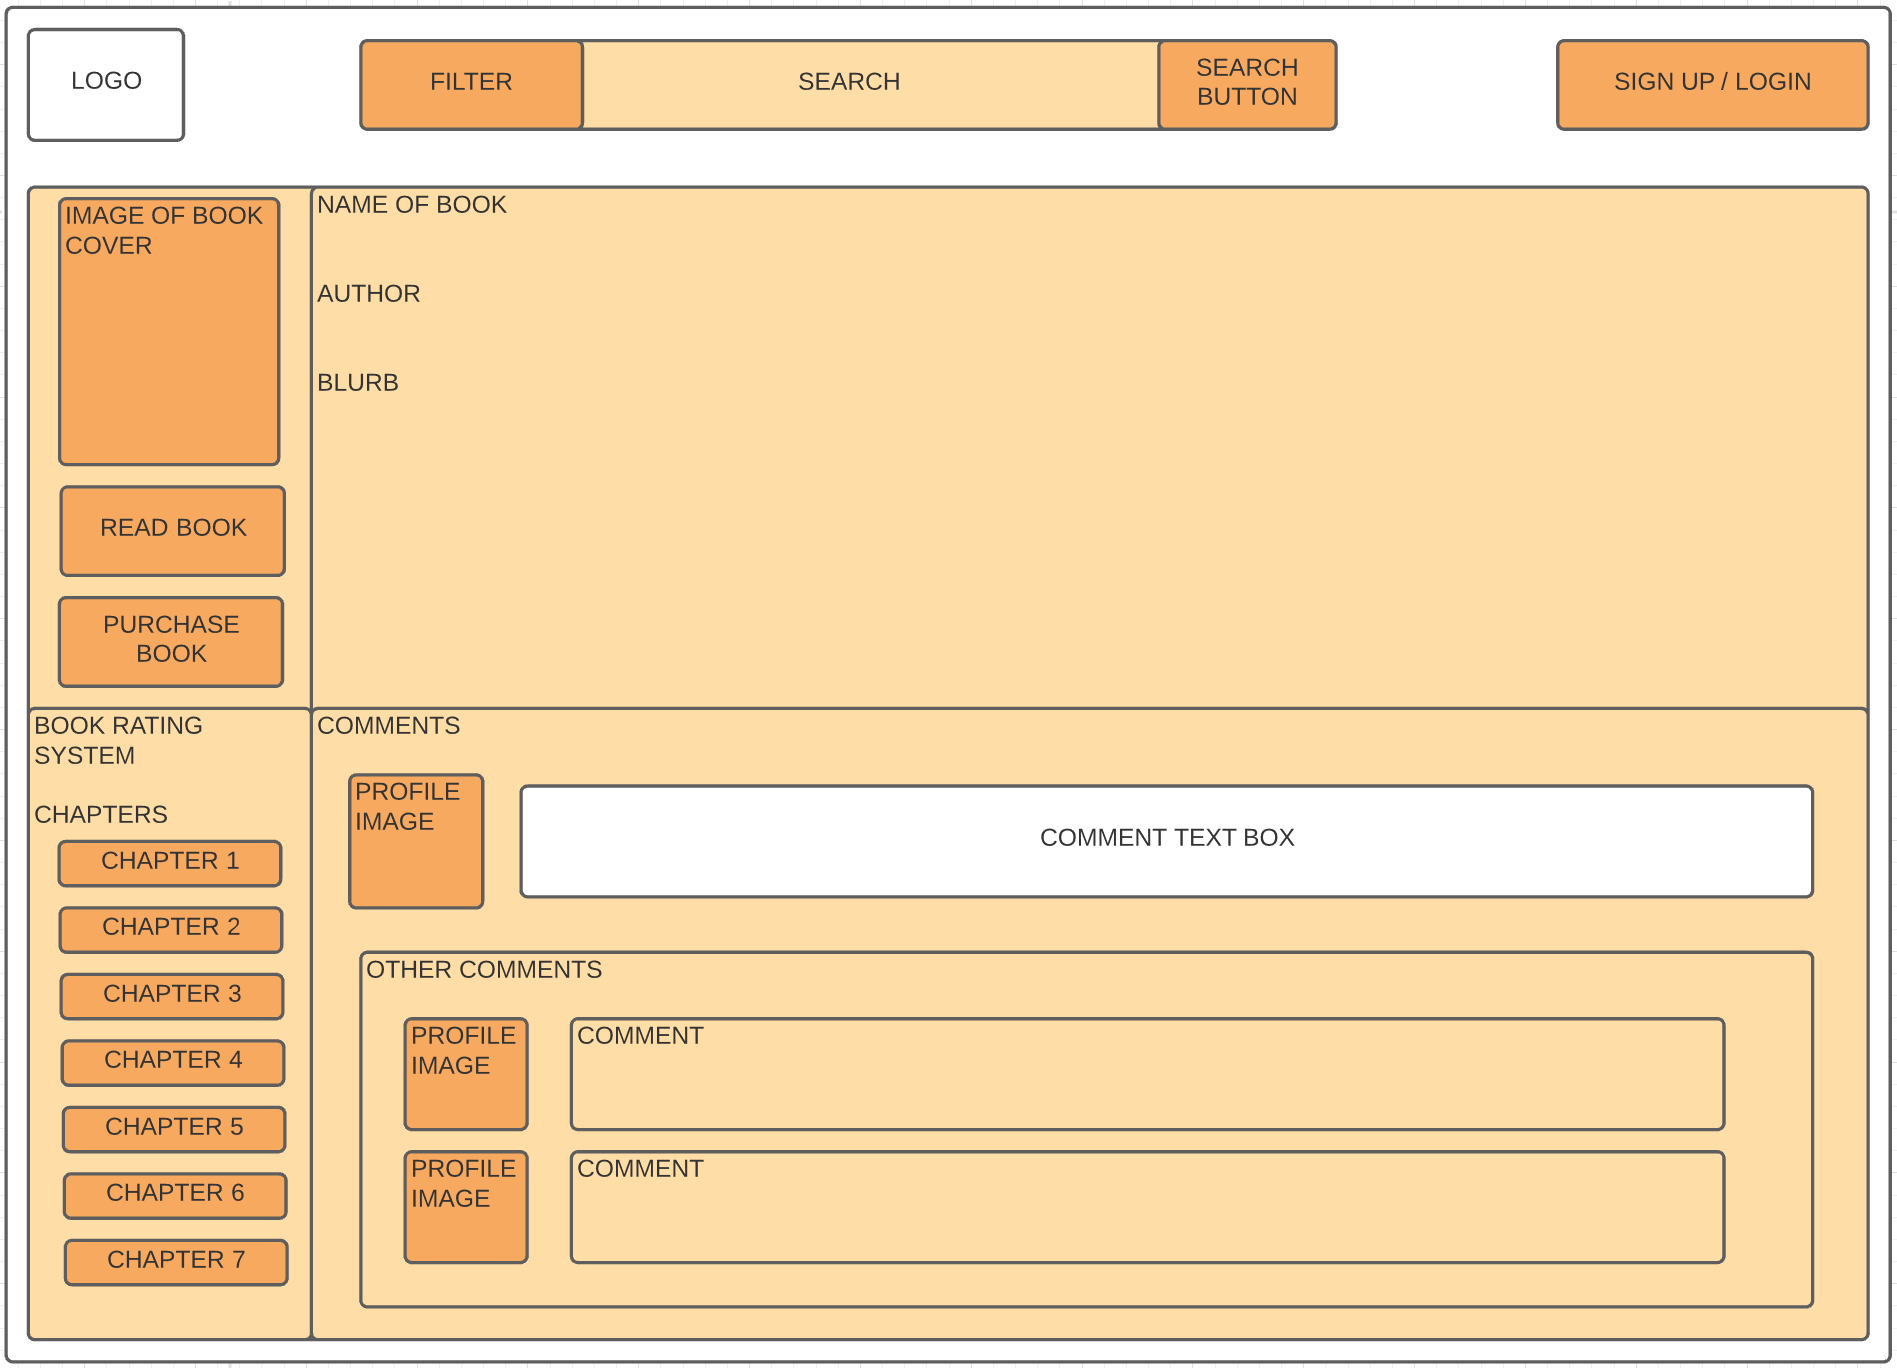 LOGO
FILTER
SEARCH
SEARCH
BUTTON
SIGN UP / LOGIN
IMAGE OF BOOK
COVER
READ BOOK
PURCHASE
BOOK
NAME OF BOOK
AUTHOR
BLURB
BOOK RATING
SYSTEM
CHAPTERS
CHAPTER 1
CHAPTER 2
CHAPTER 3
CHAPTER 4
CHAPTER 5
CHAPTER 6
CHAPTER 7
COMMENTS
PROFILE
IMAGE
COMMENT TEXT BOX
OTHER COMMENTS
PROFILE
IMAGE
COMMENT
PROFILE
IMAGE
COMMENT